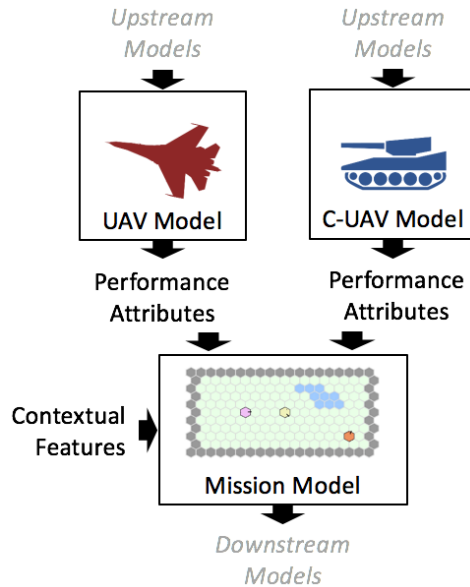 Upstream
Models
Upstream
Models
UAV Model
C-UAV Model
Performance
Attributes
Performance
Attributes
Contextual
Features
Mission Model
Downstream
Models